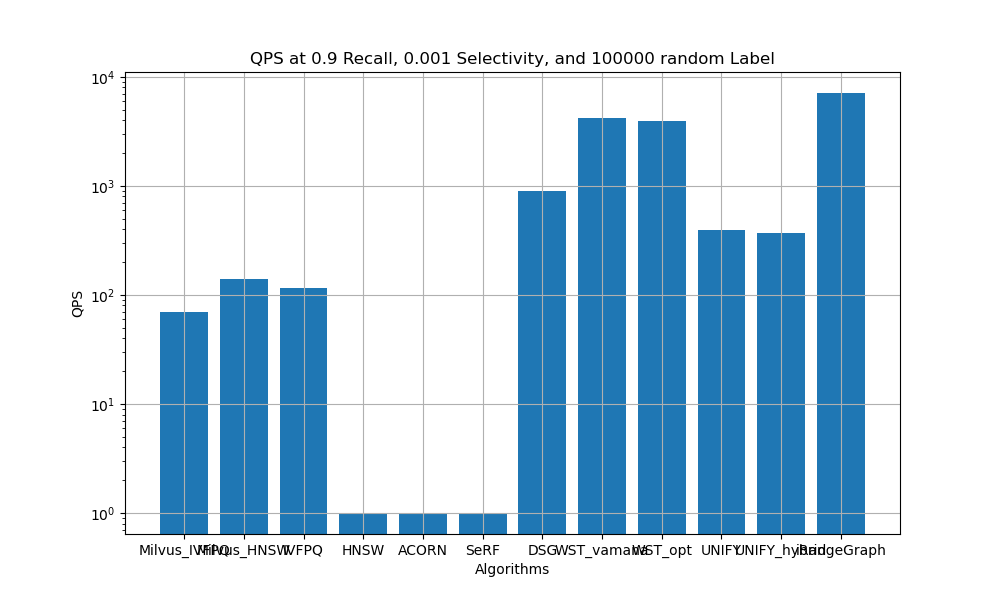 QPS at 0.9 Recall, 0.001 Selectivity, and 100000 random Label
10^4
10^3
10^2
10^1
10^0
QPS
Milvus_IVFPQ Milvus_HNSW IVFPQ HNSW ACORN SeRF DSG WST_vamana WST_opt UNIFY UNIFY_hybrid iRangeGraph
Algorithms